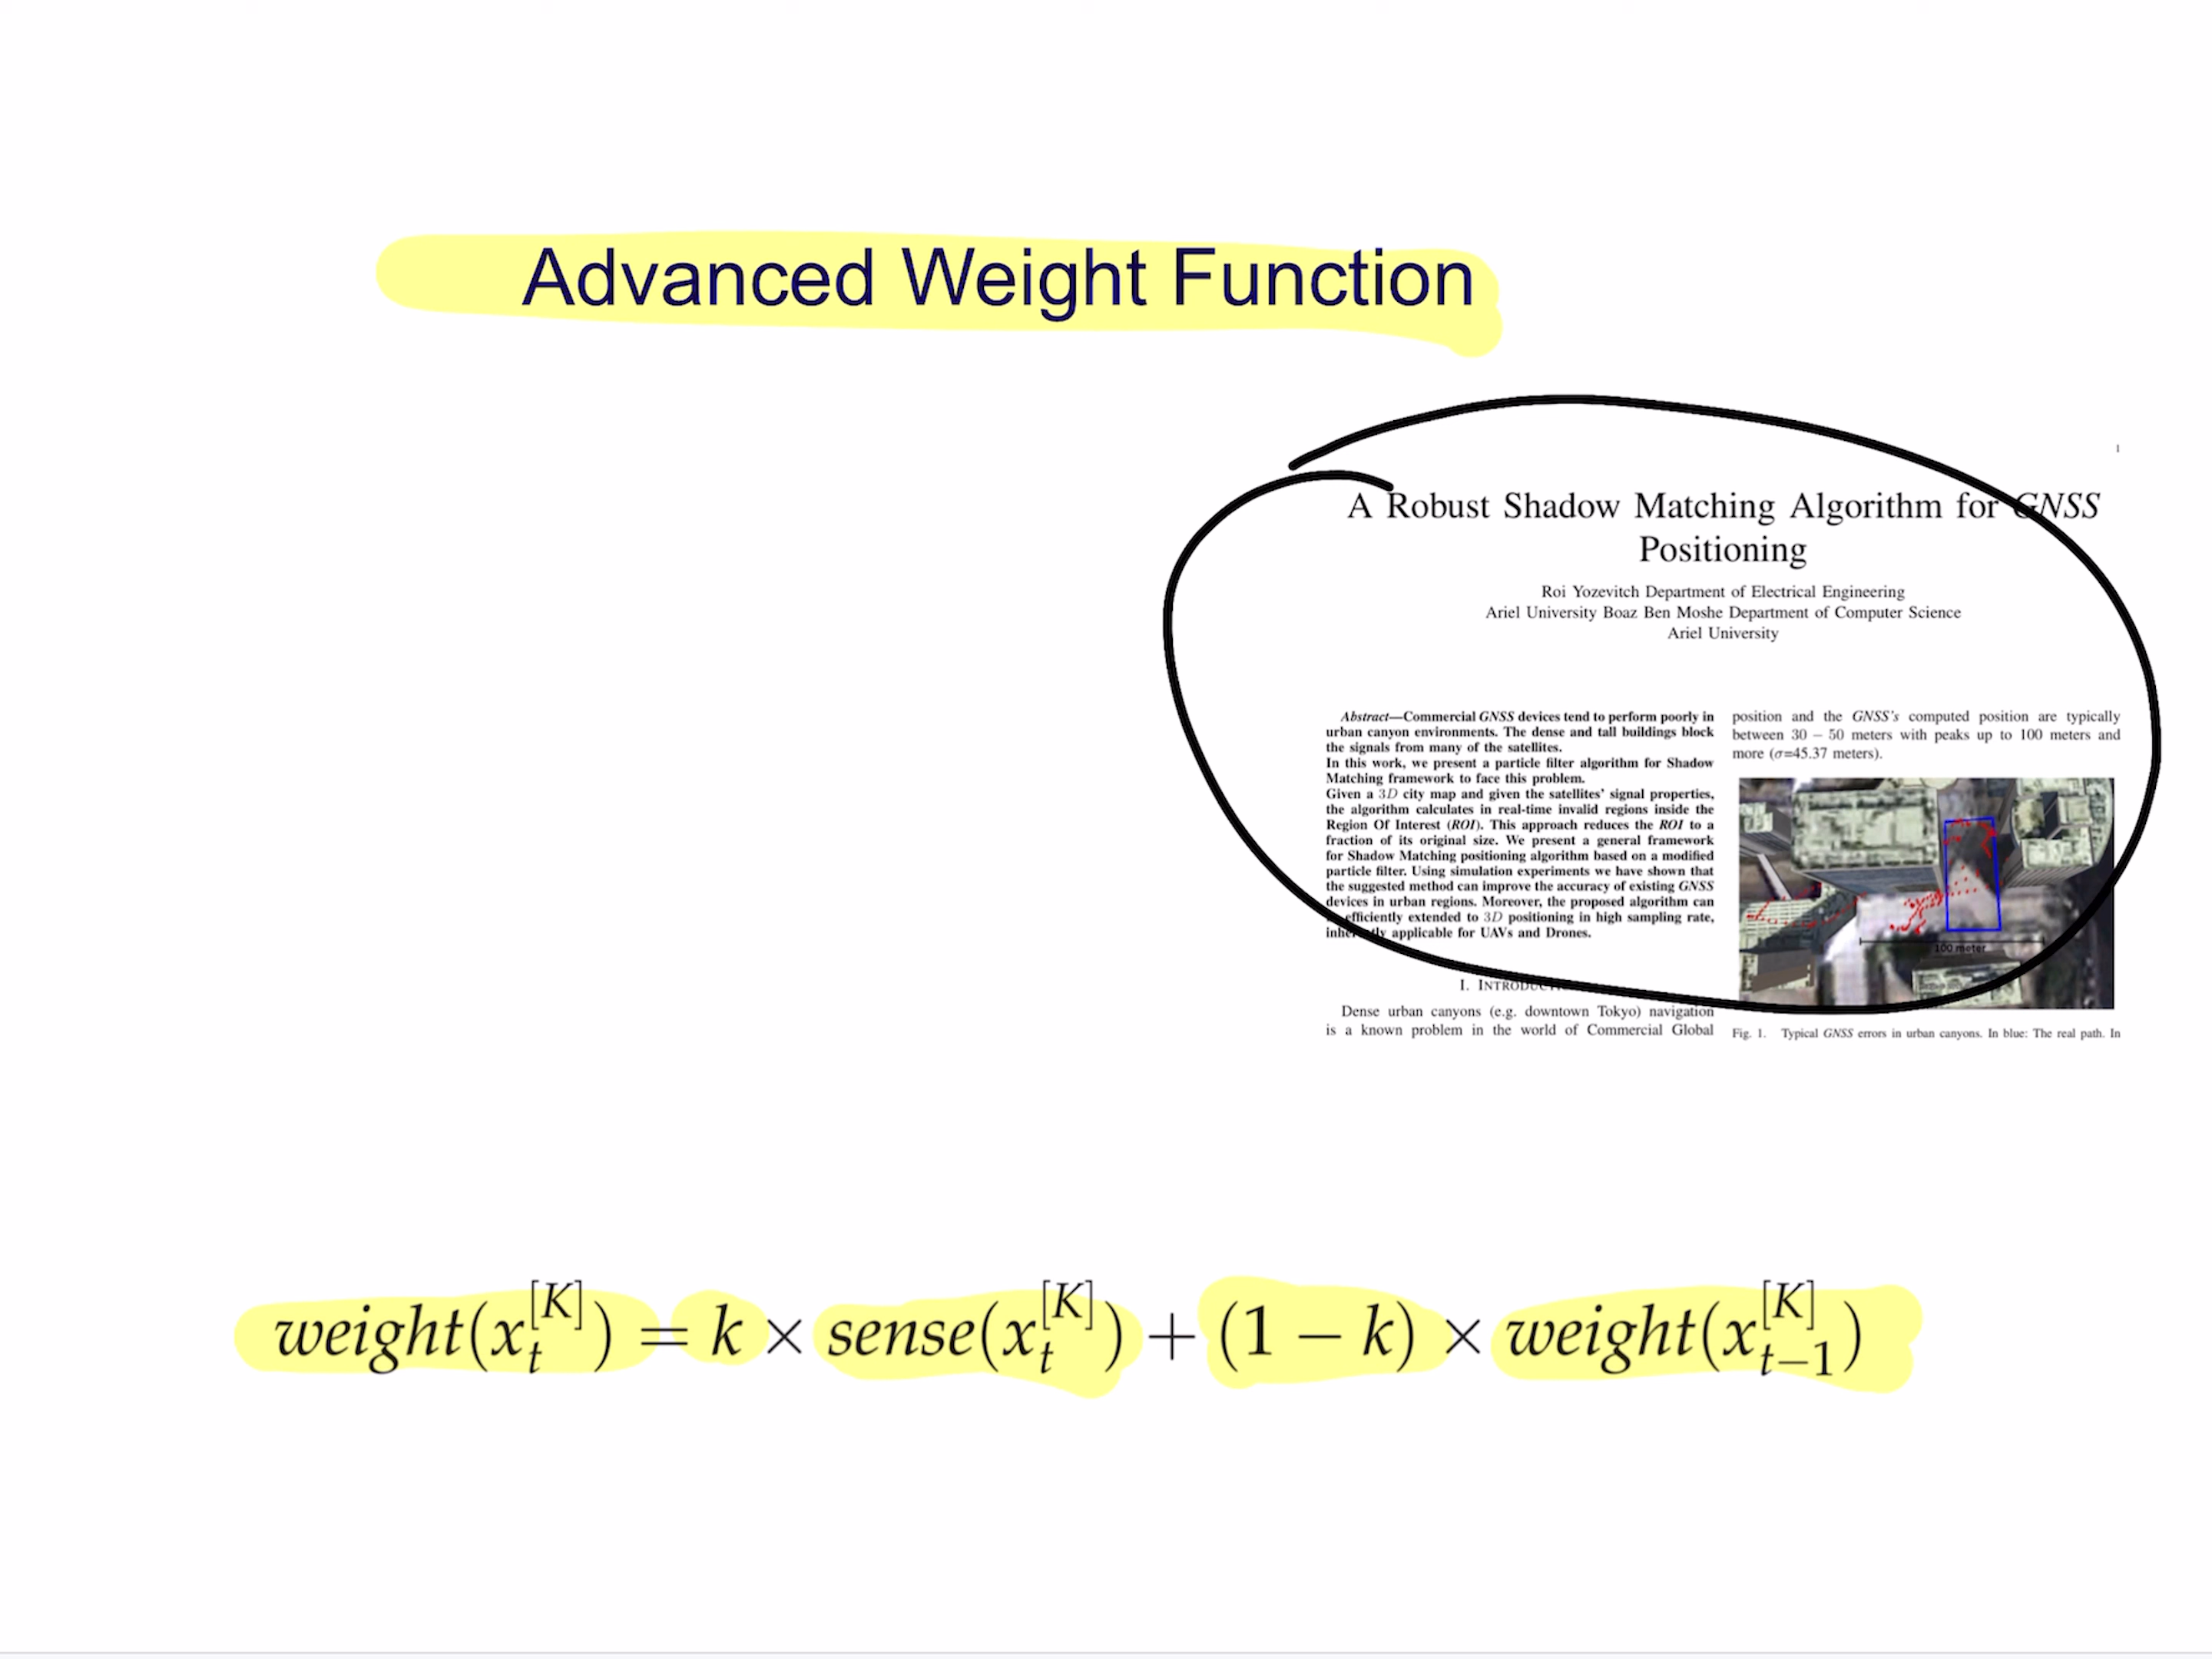 Advanced Weight Function
1
A Robust Shadow Matching Algorithm for GNSS
Positioning
Roi Yozevitch Department of Electrical Engineering
Ariel University Boaz Ben Moshe Department of Computer Science
Ariel University
Abstract—Commercial GNSS devices tend to perform poorly in
urban canyon environments. The dense and tall buildings block
the signals from many of the satellites.
In this work, we present a particle filter algorithm for Shadow
Matching framework to face this problem.
Given a 3D city map and given the satellites' signal properties,
the algorithm calculates in real-time invalid regions inside the
Region Of Interest (ROI). This approach reduces the ROI to a
fraction of its original size. We present a general framework
for Shadow Matching positioning algorithm based on a modified
particle filter. Using simulation experiments we have shown that
the suggested method can improve the accuracy of existing GNSS
devices in urban regions. Moreover, the proposed algorithm can
efficiently extended to 3D positioning in high sampling rate,
applicable for UAVs and Drones.
I.
Dense urban canyons (e.g. downtown Tokyo) navigation
is a known problem in the world of Commercial Global
position and the GNSS's computed position are typically
between 30 – 50 meters with peaks up to 100 meters and
more (σ=45.37 meters).
100 meter
Fig. 1. Typical GNSS errors in urban canyons. In blue: The real path. In
weight(x_t^{[K]}) = k × sense(x_t^{[K]}) + (1 − k) × weight(x_{t−1}^{[K]})